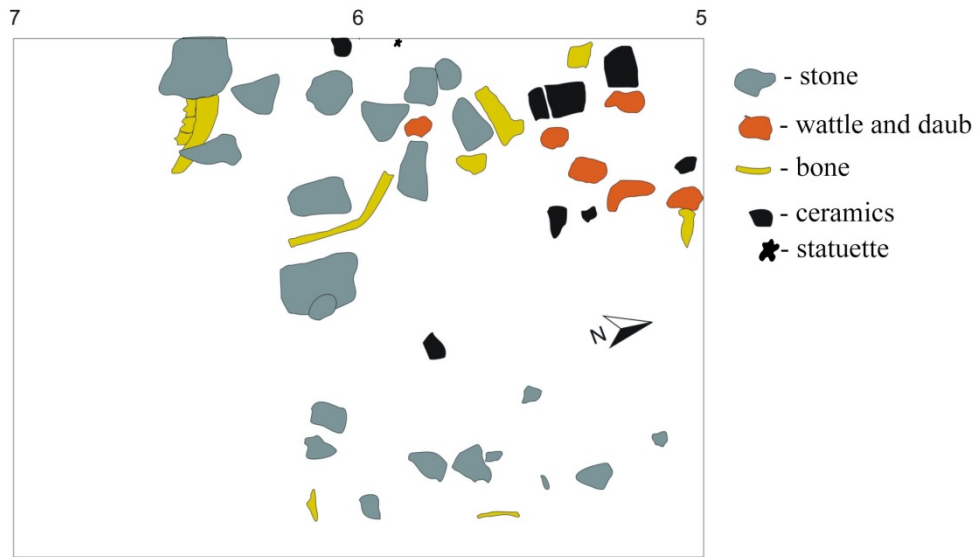 7 6 5
- stone
- wattle and daub
- bone
- ceramics
- statuette
N